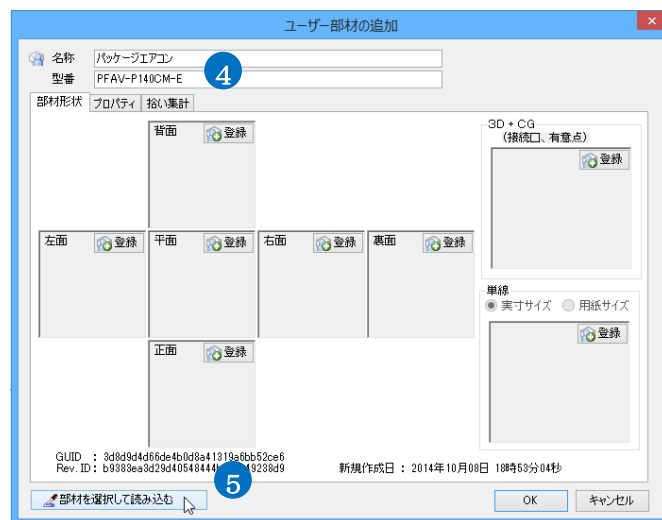 ユーザー部材の追加
名称 パッケージエアコン
型番 PFAV-P140CM-E
4
部材形状 プロパティ 拾い集計
背面 登録
3D + CG
(接続口、有意点)
登録
左面 登録 平面 登録 右面 登録 裏面 登録
単線
実寸サイズ 用紙サイズ
登録
正面 登録
GUID : 3d8d9d4d66de4b0d8a41319a6bb52ce6
Rev. ID: 新規作成日 : 2014年10月08日 18時53分04秒
5
部材を選択して読み込む OK キャンセル